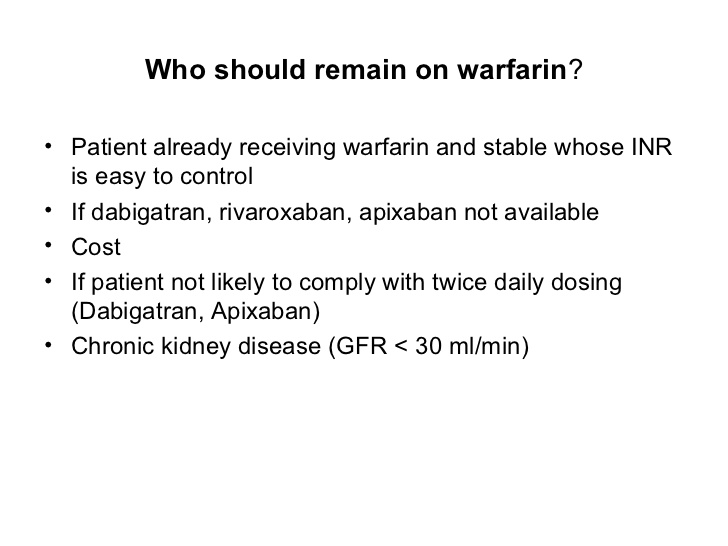 Who should remain on warfarin?
• Patient already receiving warfarin and stable whose INR
is easy to control
• If dabigatran, rivaroxaban, apixaban not available
• Cost
• If patient not likely to comply with twice daily dosing
(Dabigatran, Apixaban)
• Chronic kidney disease (GFR < 30 ml/min)